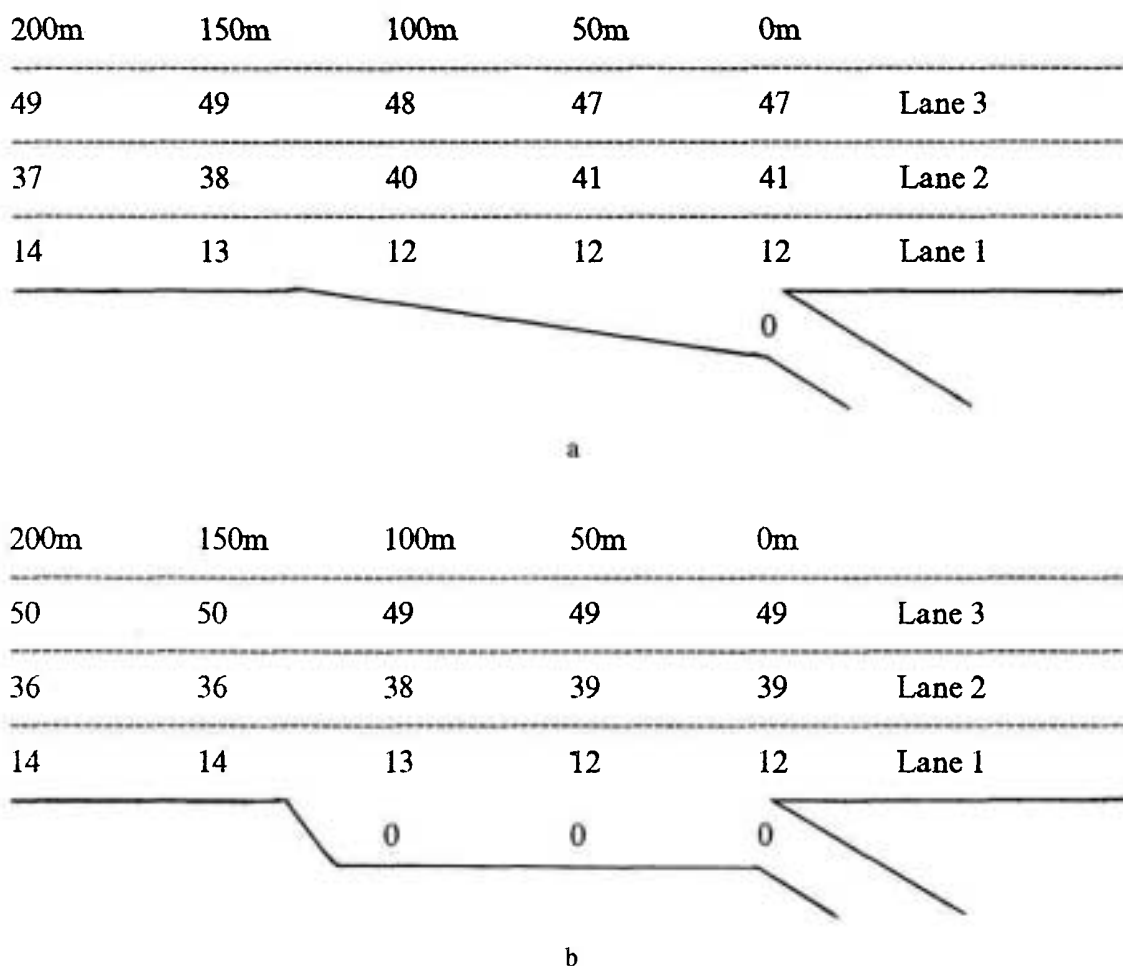 200m 150m 100m 50m 0m
49 49 48 47 47 Lane 3
37 38 40 41 41 Lane 2
14 13 12 12 12 Lane 1
0
a
200m 150m 100m 50m 0m
50 50 49 49 49 Lane 3
36 36 38 39 39 Lane 2
14 14 13 12 12 Lane 1
0 0 0
b